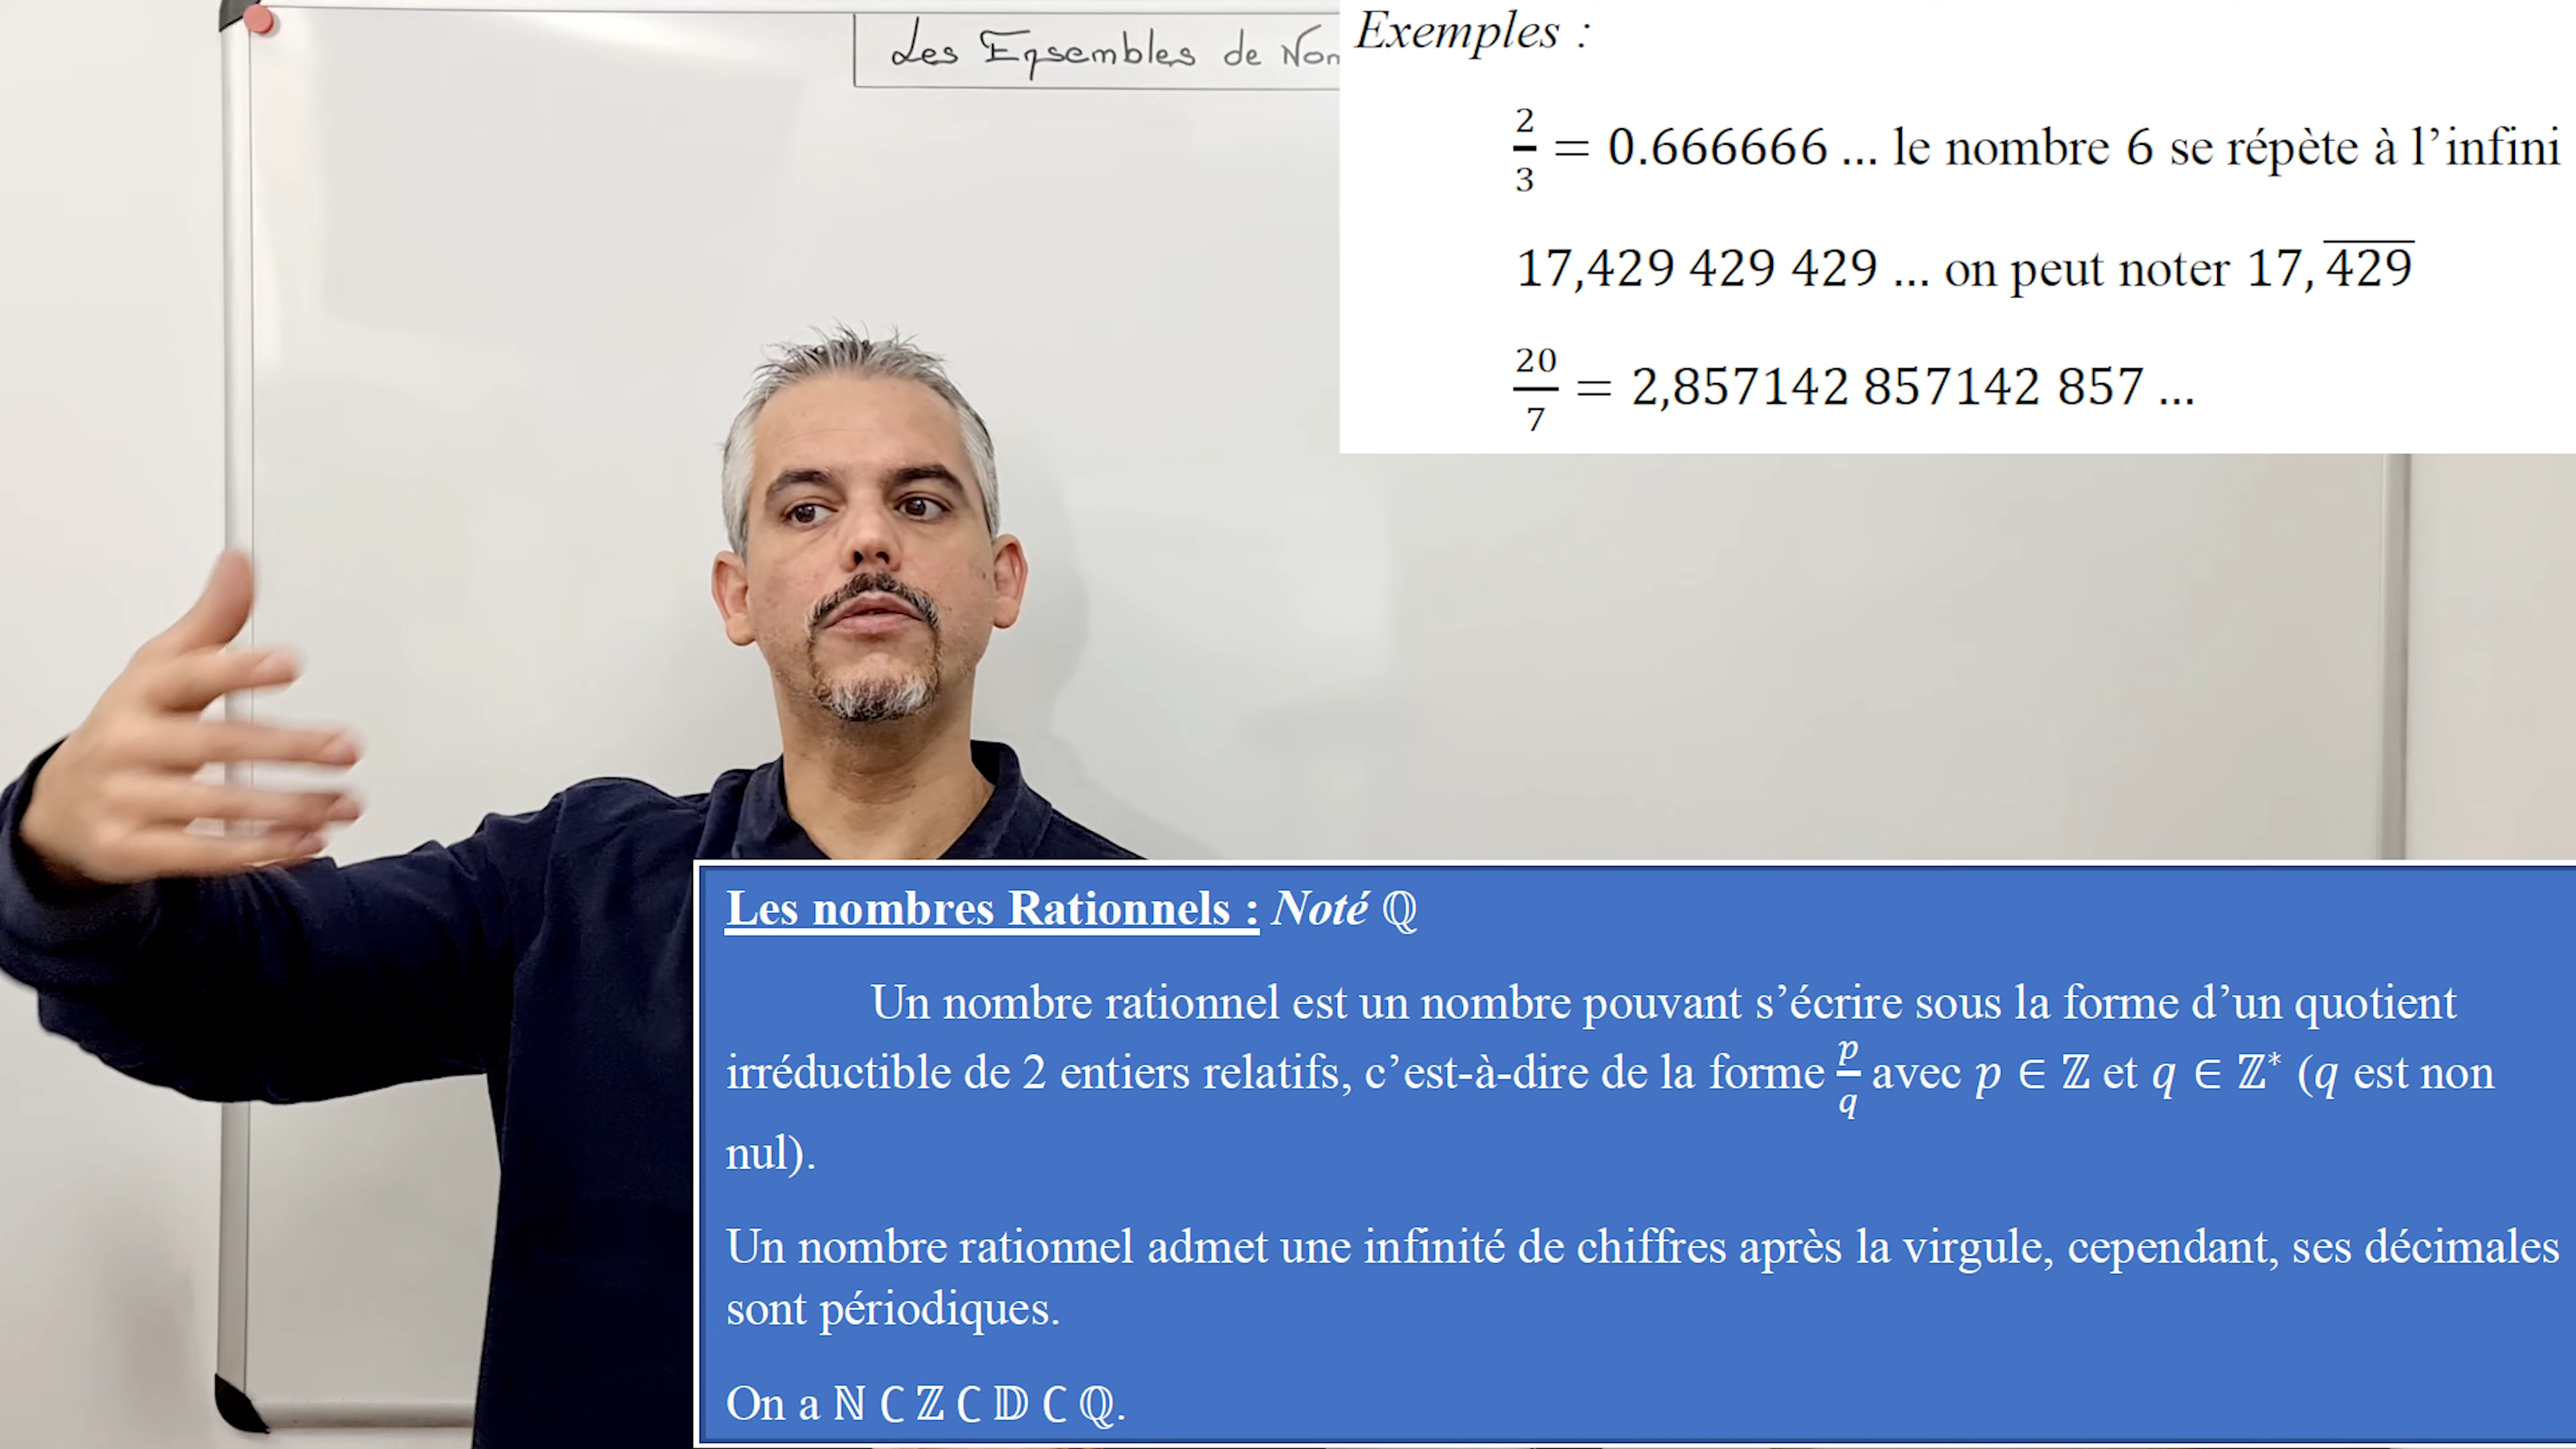 Les Ensembles de Nom
Exemples :
2/3 = 0.666666 ... le nombre 6 se répète à l’infini
17,429 429 429 ... on peut noter 17, 4̅2̅9̅
20/7 = 2,857142 857142 857 ...
Les nombres Rationnels : Noté ℚ
Un nombre rationnel est un nombre pouvant s’écrire sous la forme d’un quotient
irréductible de 2 entiers relatifs, c’est-à-dire de la forme p/q avec p ∈ ℤ et q ∈ ℤ* (q est non
nul).
Un nombre rationnel admet une infinité de chiffres après la virgule, cependant, ses décimales
sont périodiques.
On a ℕ ⊂ ℤ ⊂ 𝔻 ⊂ ℚ.